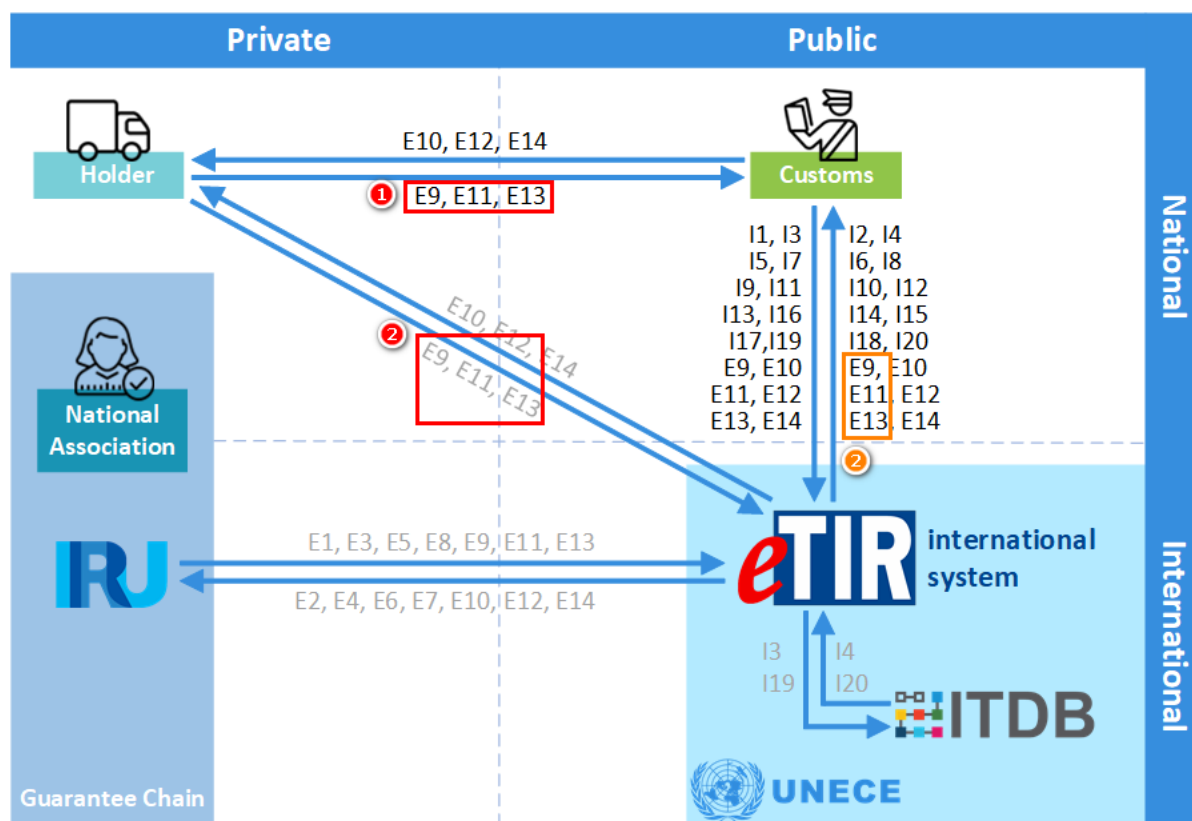 Private
Public
E10, E12, E14
Holder
Customs
1
E9, E11, E13
National
I1, I3
I2, I4
I5, I7
I6, I8
I9, I11
I10, I12
I13, I16
I14, I15
I17,I19
I18, I20
E9, E10
E9, E10
E11, E12
E11, E12
E13, E14
E13, E14
E10, E12, E14
2
E9, E11, E13
National
Association
2
E1, E3, E5, E8, E9, E11, E13
IRU
E2, E4, E6, E7, E10, E12, E14
eTIR
international
system
International
I3
I4
I19
I20
ITDB
Guarantee Chain
UNECE